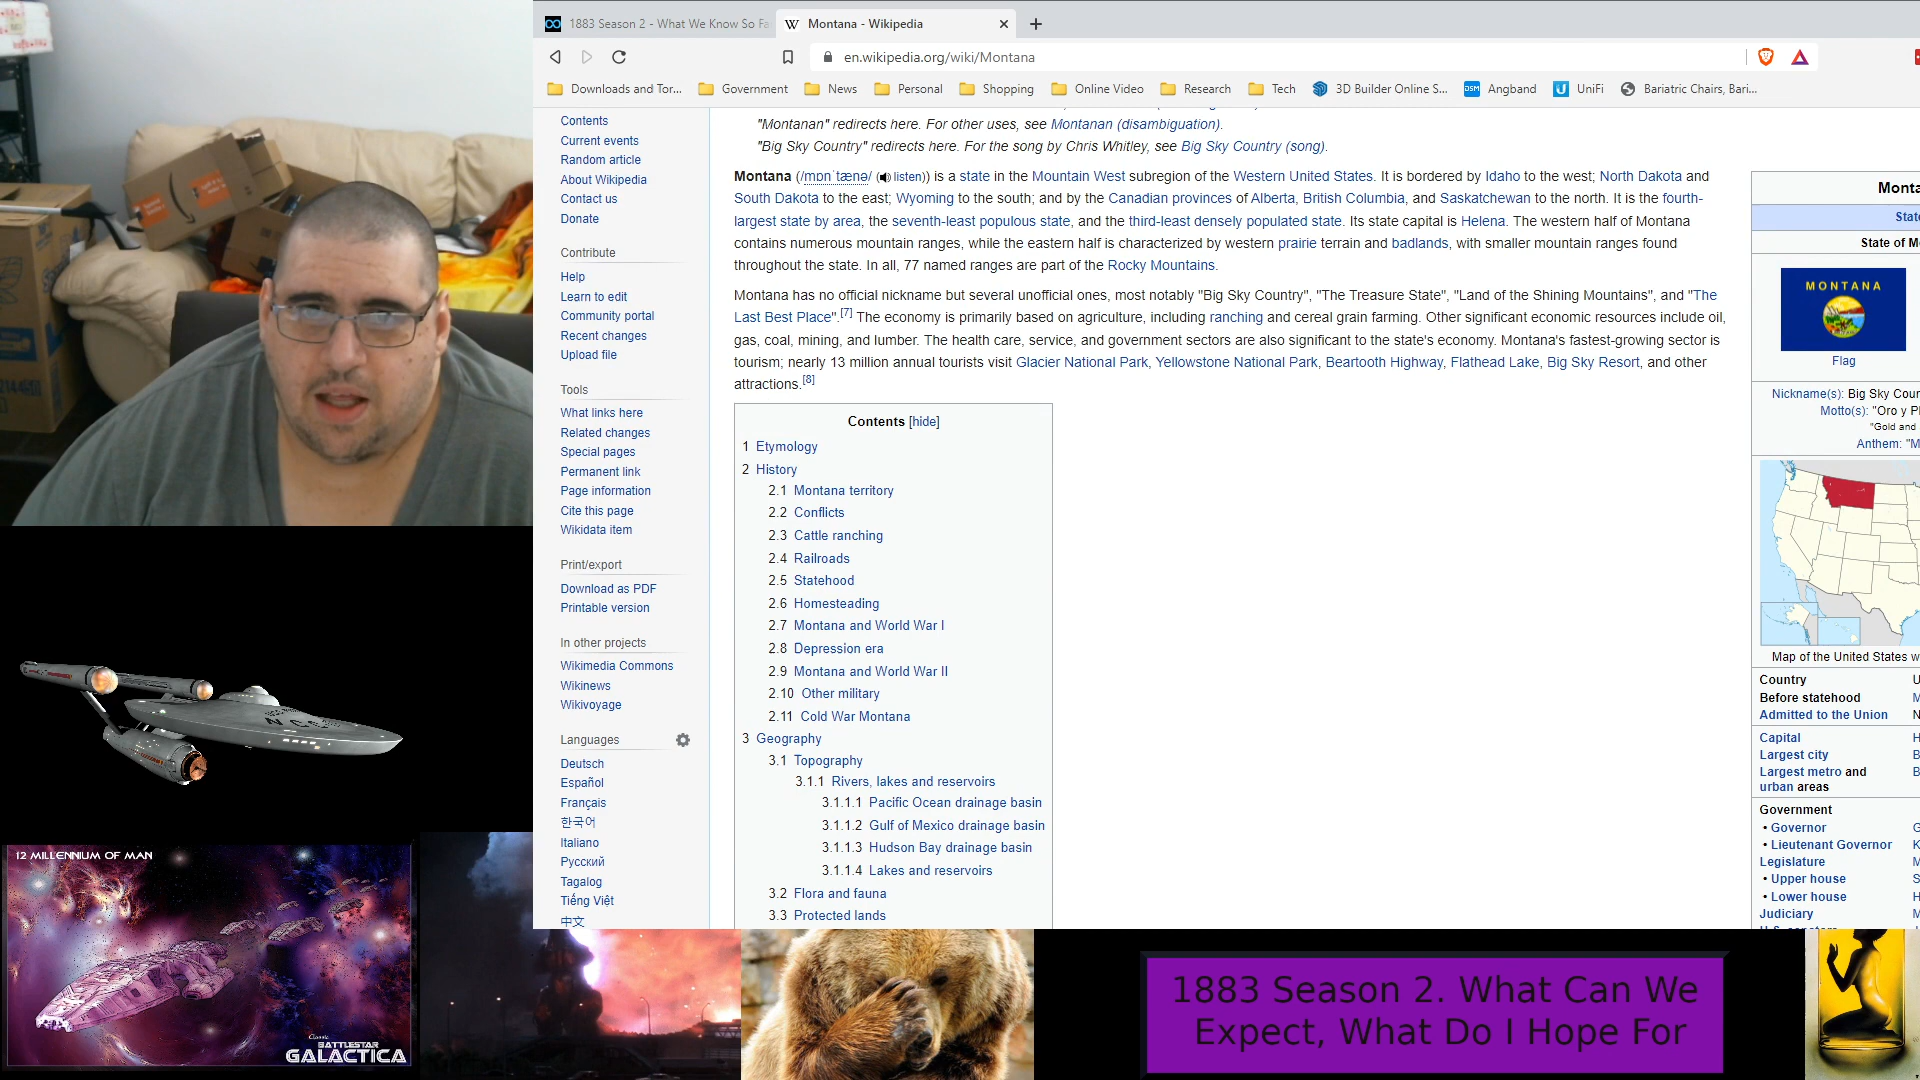 1883 Season 2 - What We Know So Fa
Montana - Wikipedia
en.wikipedia.org/wiki/Montana
Downloads and Tor...
Government
News
Personal
Shopping
Online Video
Research
Tech
3D Builder Online S...
DSM
Angband
UniFi
Bariatric Chairs, Bari...
Contents
Current events
Random article
About Wikipedia
Contact us
Donate
Contribute
Help
Learn to edit
Community portal
Recent changes
Upload file
Tools
What links here
Related changes
Special pages
Permanent link
Page information
Cite this page
Wikidata item
Print/export
Download as PDF
Printable version
In other projects
Wikimedia Commons
Wikinews
Wikivoyage
Languages
Deutsch
Español
Français
한국어
Italiano
Русский
Tagalog
Tiếng Việt
中文
"Montanan" redirects here. For other uses, see Montanan (disambiguation).
"Big Sky Country" redirects here. For the song by Chris Whitley, see Big Sky Country (song).
Montana (/mɒnˈtænə/ (listen)) is a state in the Mountain West subregion of the Western United States. It is bordered by Idaho to the west; North Dakota and
South Dakota to the east; Wyoming to the south; and by the Canadian provinces of Alberta, British Columbia, and Saskatchewan to the north. It is the fourth-
largest state by area, the seventh-least populous state, and the third-least densely populated state. Its state capital is Helena. The western half of Montana
contains numerous mountain ranges, while the eastern half is characterized by western prairie terrain and badlands, with smaller mountain ranges found
throughout the state. In all, 77 named ranges are part of the Rocky Mountains.
Montana has no official nickname but several unofficial ones, most notably "Big Sky Country", "The Treasure State", "Land of the Shining Mountains", and "The
Last Best Place".[7] The economy is primarily based on agriculture, including ranching and cereal grain farming. Other significant economic resources include oil,
gas, coal, mining, and lumber. The health care, service, and government sectors are also significant to the state's economy. Montana's fastest-growing sector is
tourism; nearly 13 million annual tourists visit Glacier National Park, Yellowstone National Park, Beartooth Highway, Flathead Lake, Big Sky Resort, and other
attractions.[8]
Contents [hide]
1 Etymology
2 History
2.1 Montana territory
2.2 Conflicts
2.3 Cattle ranching
2.4 Railroads
2.5 Statehood
2.6 Homesteading
2.7 Montana and World War I
2.8 Depression era
2.9 Montana and World War II
2.10 Other military
2.11 Cold War Montana
3 Geography
3.1 Topography
3.1.1 Rivers, lakes and reservoirs
3.1.1.1 Pacific Ocean drainage basin
3.1.1.2 Gulf of Mexico drainage basin
3.1.1.3 Hudson Bay drainage basin
3.1.1.4 Lakes and reservoirs
3.2 Flora and fauna
3.3 Protected lands
Monta
State
State of M
MONTANA
Flag
Nickname(s): Big Sky Cour
Motto(s): "Oro y P
"Gold and
Anthem: "M
Map of the United States w
Country U
Before statehood M
Admitted to the Union N
Capital H
Largest city B
Largest metro and B
urban areas
Government
• Governor G
• Lieutenant Governor K
Legislature M
• Upper house S
• Lower house H
Judiciary M
12 MILLENNIUM OF MAN
Classic
BATTLESTAR
GALACTICA
1883 Season 2. What Can We
Expect, What Do I Hope For